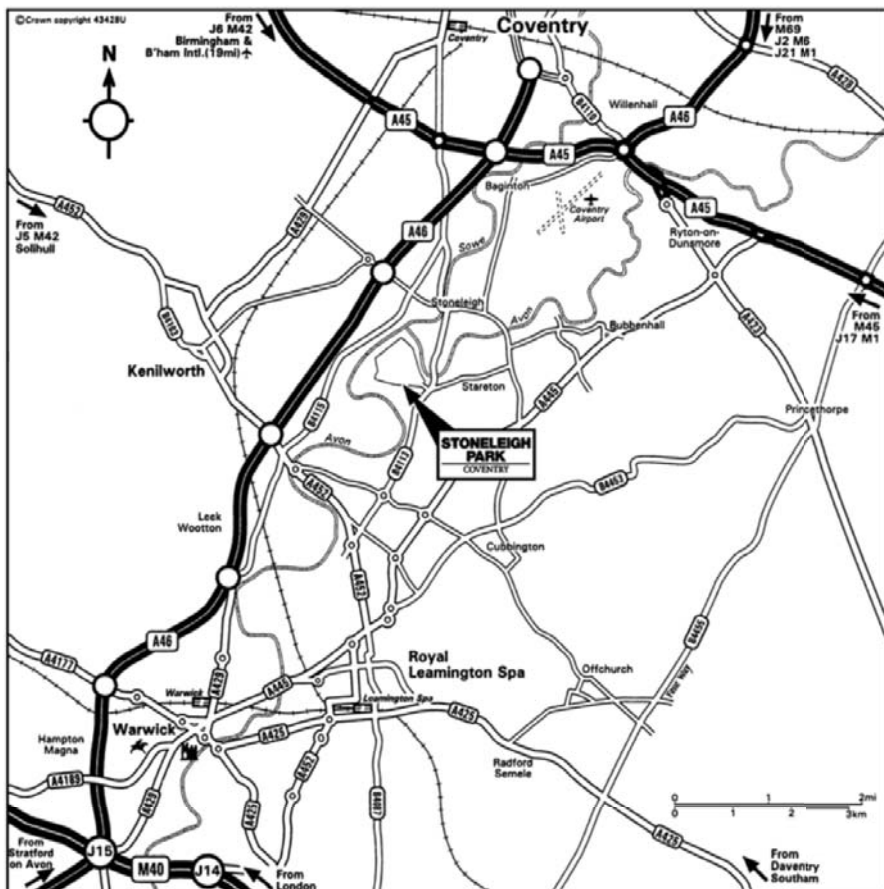 ©Crown copyright 43428U
From
J6 M42
Birmingham &
B'ham Intl.(19mi)
Coventry
Coventry
From
M69
J2 M6
J21 M1
N
A428
Willenhall
B4110
A46
A45
A45
A452
From
J5 M42
Solihull
A429
Baginton
Coventry
Airport
A45
A46
Sowe
Ryton-on-
Dunsmore
Stoneleigh
Avon
Bubbenhall
A423
From
M45
J17 M1
B4103
Kenilworth
Stareton
B4115
A445
Princethorpe
STONELEIGH
PARK
COVENTRY
Avon
B4113
A452
B4453
Leek
Wootton
Cubbington
A452
A46
A4177
B4455
Royal
Leamington Spa
Offchurch
A429
A445
Fosse Way
Warwick
Leamington Spa
Warwick
A425
A425
Hampton
Magna
Radford
Semele
A4189
A429
A452
A423
B4087
0 1 2mi
0 1 2 3km
A425
From
Stratford
on Avon
J15
M40
J14
From
London
From
Daventry
Southam